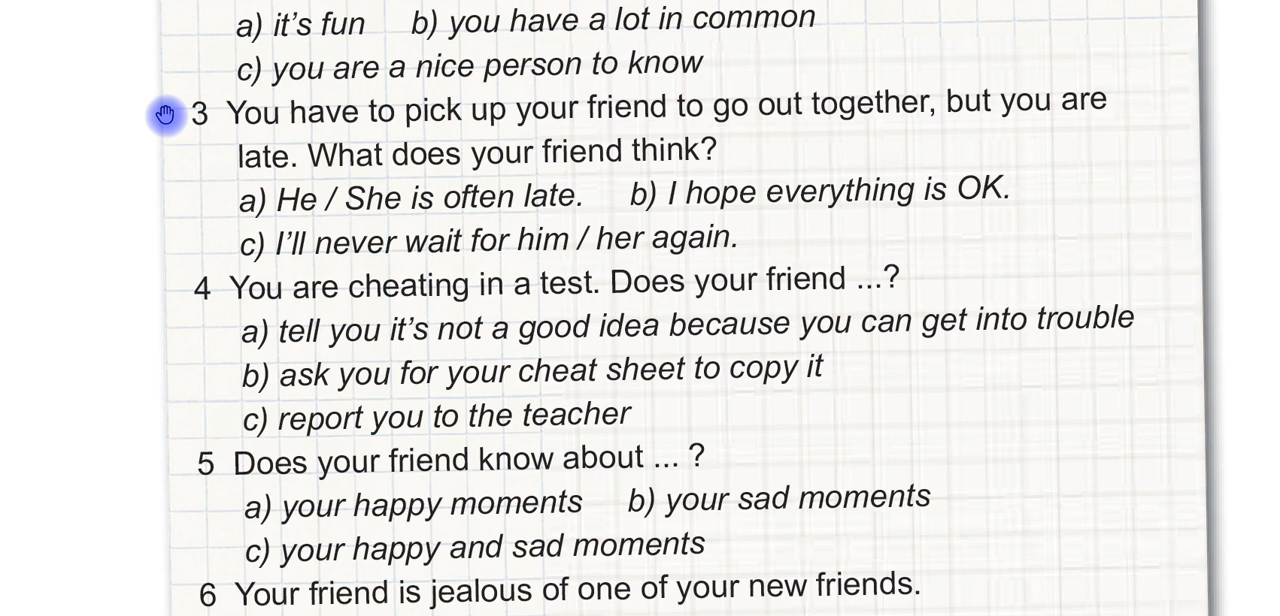 a) it's fun b) you have a lot in common
c) you are a nice person to know
3 You have to pick up your friend to go out together, but you are
late. What does your friend think?
a) He / She is often late. b) I hope everything is OK.
c) I'll never wait for him / her again.
4 You are cheating in a test. Does your friend ...?
a) tell you it's not a good idea because you can get into trouble
b) ask you for your cheat sheet to copy it
c) report you to the teacher
5 Does your friend know about ... ?
a) your happy moments b) your sad moments
c) your happy and sad moments
6 Your friend is jealous of one of your new friends.